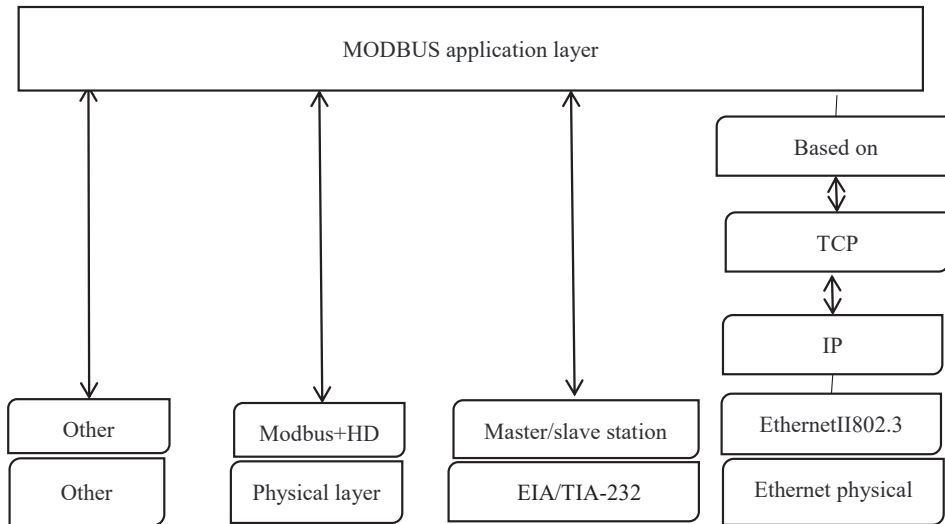 MODBUS application layer
Based on
TCP
IP
Other
Modbus+HD
Master/slave station
EthernetII802.3
Other
Physical layer
EIA/TIA-232
Ethernet physical